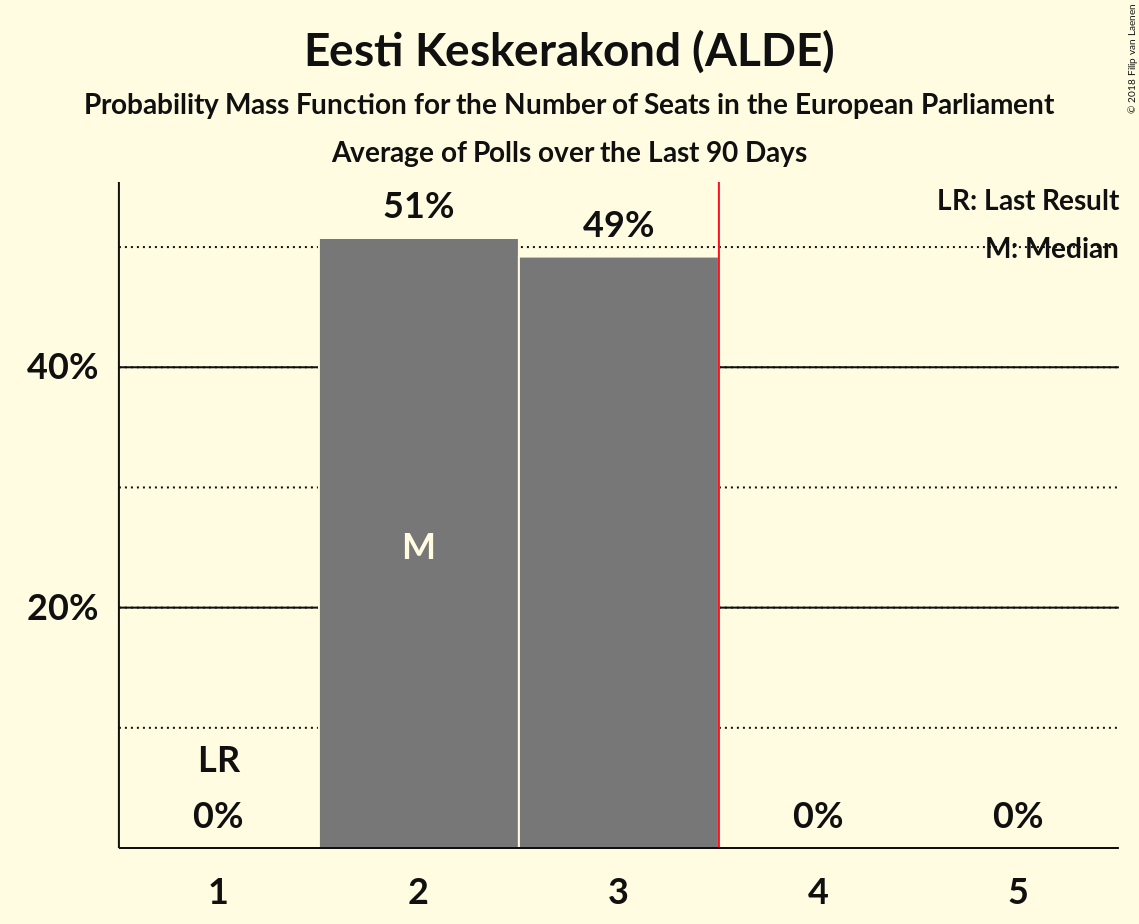 Eesti Keskerakond (ALDE)
Probability Mass Function for the Number of Seats in the European Parliament
Average of Polls over the Last 90 Days
© 2018 Filip van Laenen
LR: Last Result
M: Median
51%
49%
40%
M
20%
LR
0%
0%
0%
1
2
3
4
5